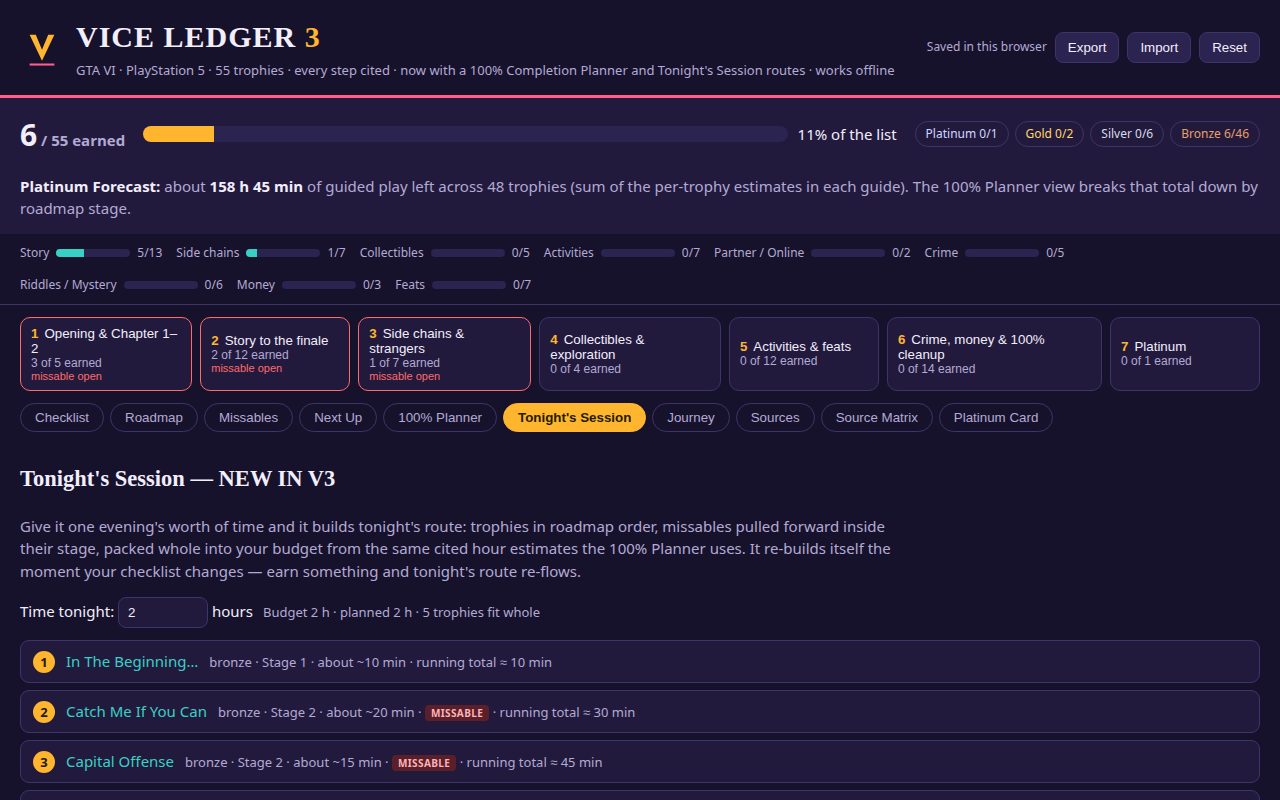 VICE LEDGER 3
GTA VI · PlayStation 5 · 55 trophies · every step cited · now with a 100% Completion Planner and Tonight's Session routes · works offline
Saved in this browser
Export
Import
Reset
6 / 55 earned
11% of the list
Platinum 0/1
Gold 0/2
Silver 0/6
Bronze 6/46
Platinum Forecast: about 158 h 45 min of guided play left across 48 trophies (sum of the per-trophy estimates in each guide). The 100% Planner view breaks that total down by
roadmap stage.
Story 5/13 Side chains 1/7 Collectibles 0/5 Activities 0/7 Partner / Online 0/2 Crime 0/5
Riddles / Mystery 0/6 Money 0/3 Feats 0/7
1 Opening & Chapter 1–
2
3 of 5 earned
missable open
2 Story to the finale
2 of 12 earned
missable open
3 Side chains &
strangers
1 of 7 earned
missable open
4 Collectibles &
exploration
0 of 4 earned
5 Activities & feats
0 of 12 earned
6 Crime, money & 100%
cleanup
0 of 14 earned
7 Platinum
0 of 1 earned
Checklist
Roadmap
Missables
Next Up
100% Planner
Tonight's Session
Journey
Sources
Source Matrix
Platinum Card
Tonight's Session — NEW IN V3
Give it one evening's worth of time and it builds tonight's route: trophies in roadmap order, missables pulled forward inside
their stage, packed whole into your budget from the same cited hour estimates the 100% Planner uses. It re-builds itself the
moment your checklist changes — earn something and tonight's route re-flows.
Time tonight: 2 hours Budget 2 h · planned 2 h · 5 trophies fit whole
1 In The Beginning... bronze · Stage 1 · about ~10 min · running total ≈ 10 min
2 Catch Me If You Can bronze · Stage 2 · about ~20 min · MISSABLE · running total ≈ 30 min
3 Capital Offense bronze · Stage 2 · about ~15 min · MISSABLE · running total ≈ 45 min